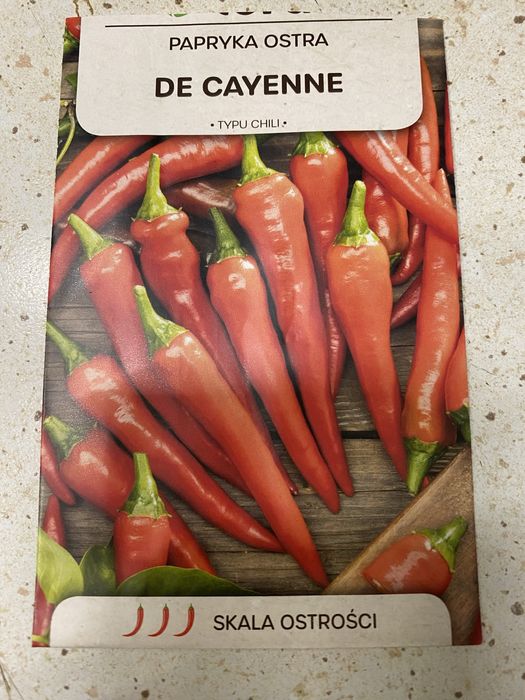 PAPRYKA OSTRA
DE CAYENNE
• TYPU CHILI •
SKALA OSTROŚCI